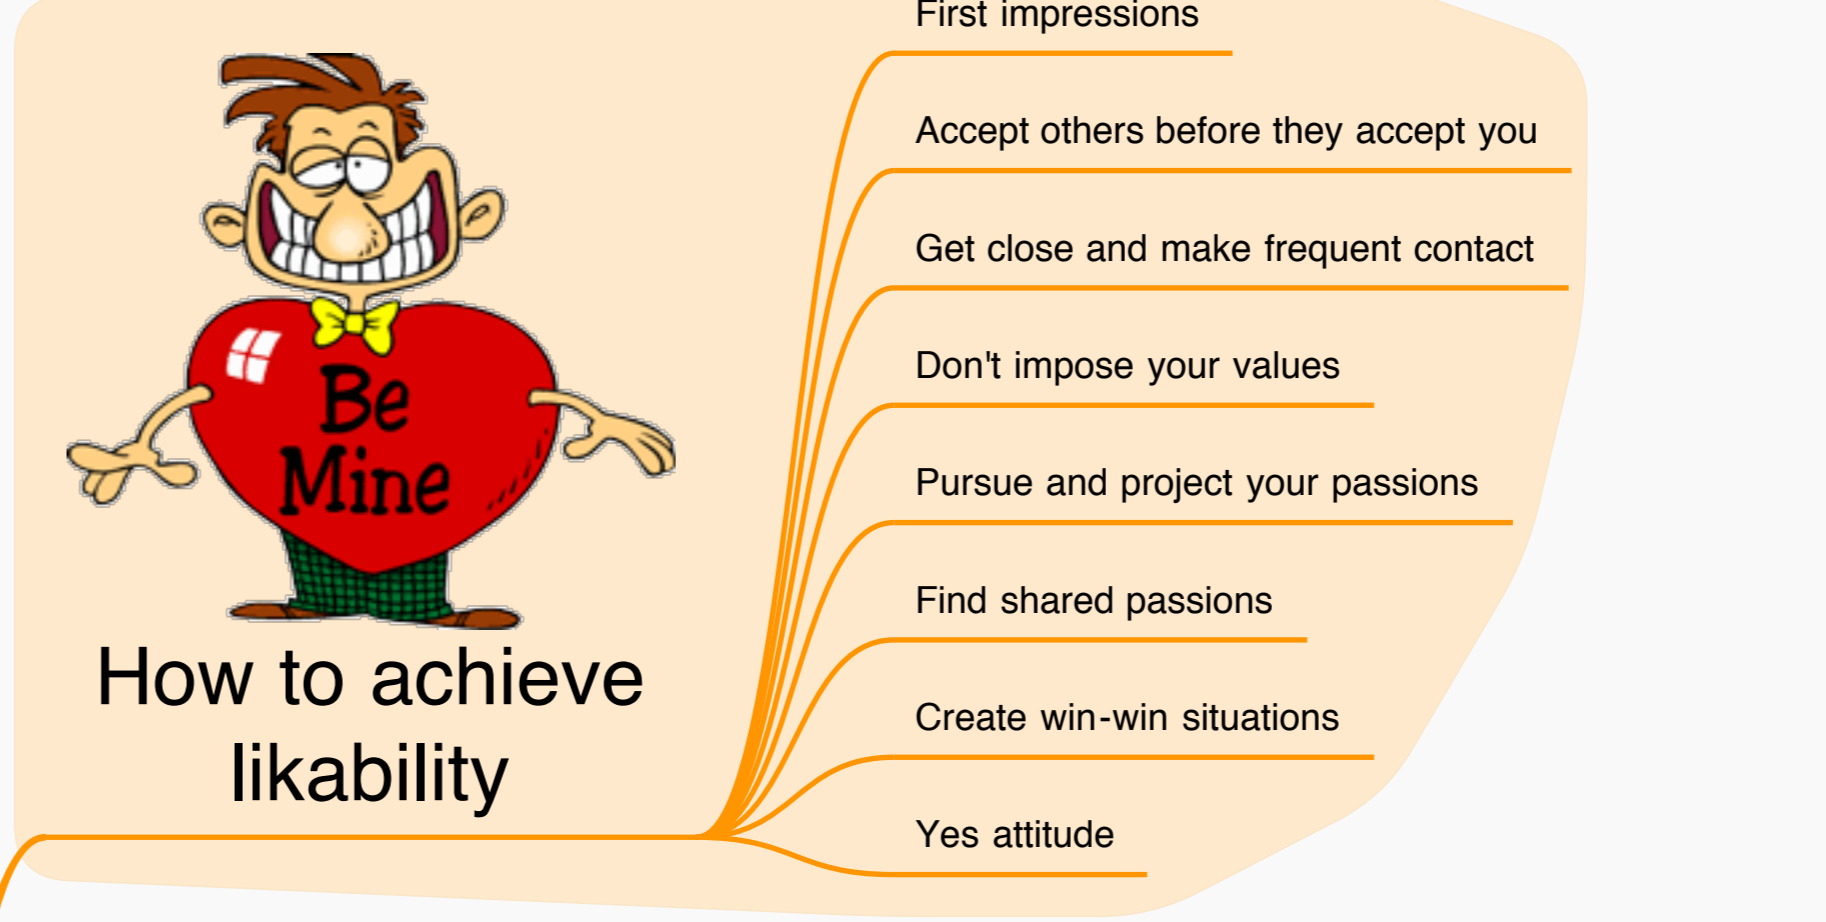 Be
Mine
How to achieve
likability
First impressions
Accept others before they accept you
Get close and make frequent contact
Don't impose your values
Pursue and project your passions
Find shared passions
Create win-win situations
Yes attitude